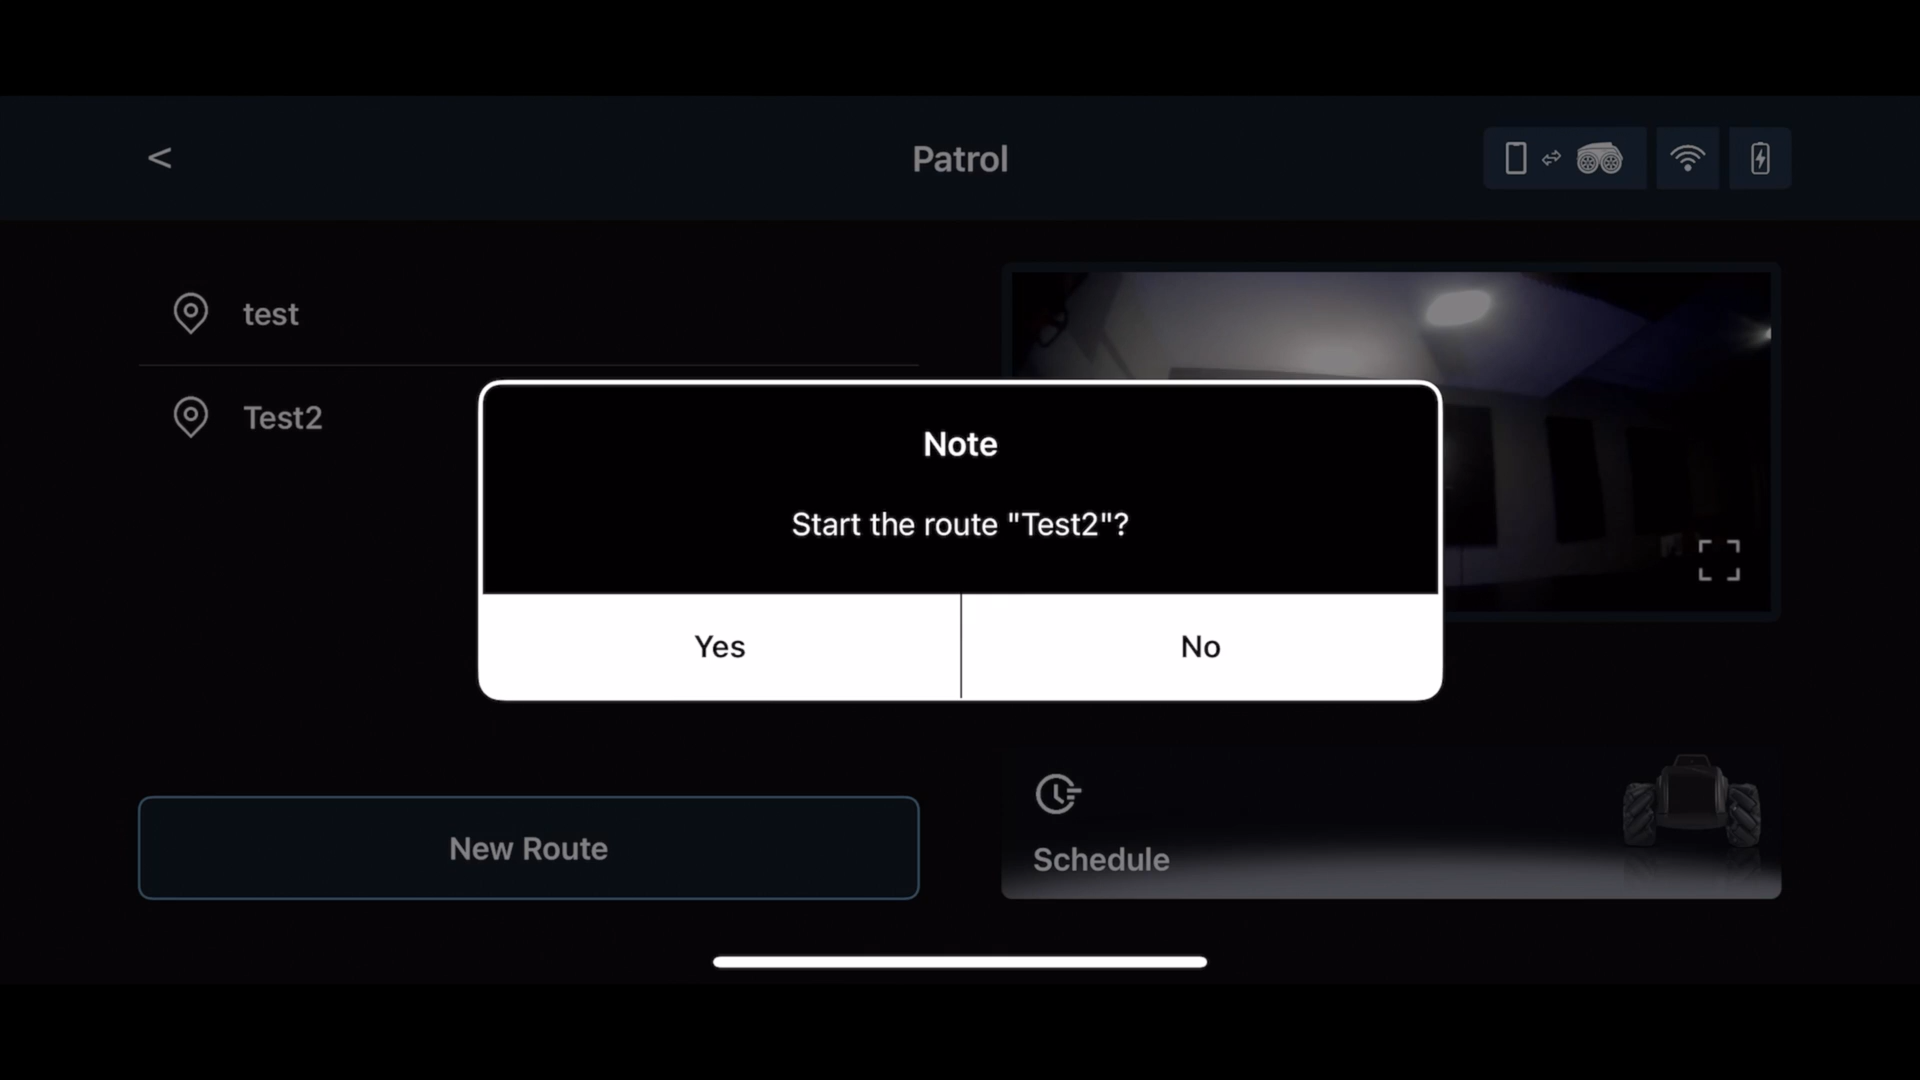 <
Patrol
test
Test2
Note
Start the route "Test2"?
Yes
No
New Route
Schedule